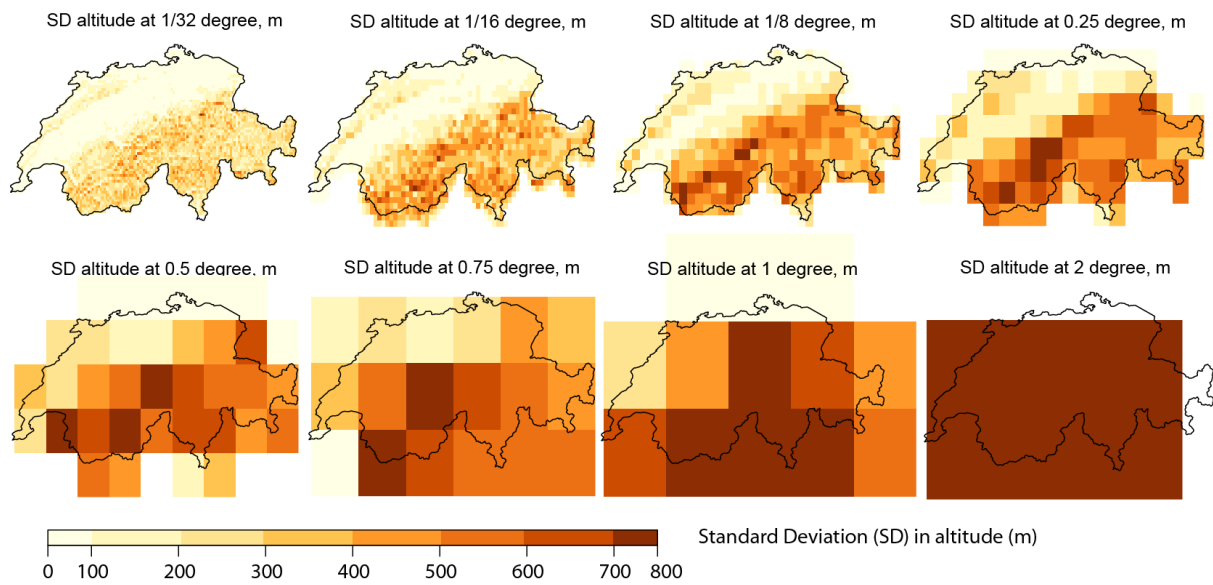 SD altitude at 1/32 degree, m
SD altitude at 1/16 degree, m
SD altitude at 1/8 degree, m
SD altitude at 0.25 degree, m
SD altitude at 0.5 degree, m
SD altitude at 0.75 degree, m
SD altitude at 1 degree, m
SD altitude at 2 degree, m
Standard Deviation (SD) in altitude (m)
0 100 200 300 400 500 600 700 800